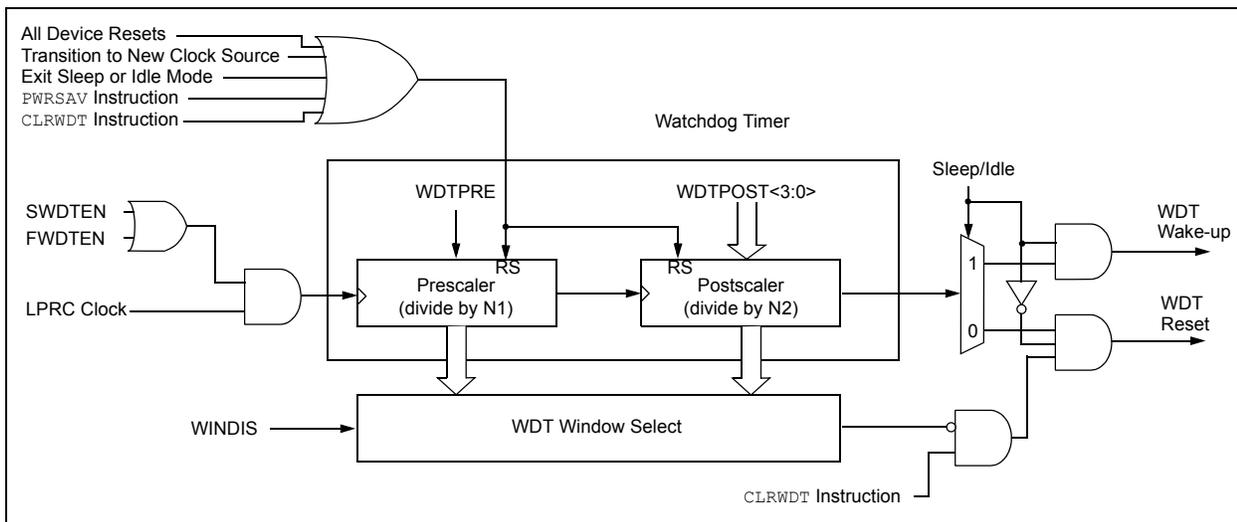 All Device Resets
Transition to New Clock Source
Exit Sleep or Idle Mode
PWRSAV Instruction
CLRWDT Instruction
Watchdog Timer
Sleep/Idle
WDTPRE
WDTPOST<3:0>
SWDTEN
FWDTEN
WDT
Wake-up
RS
RS
1
Prescaler
(divide by N1)
Postscaler
(divide by N2)
LPRC Clock
0
WDT
Reset
WINDIS
WDT Window Select
CLRWDT Instruction